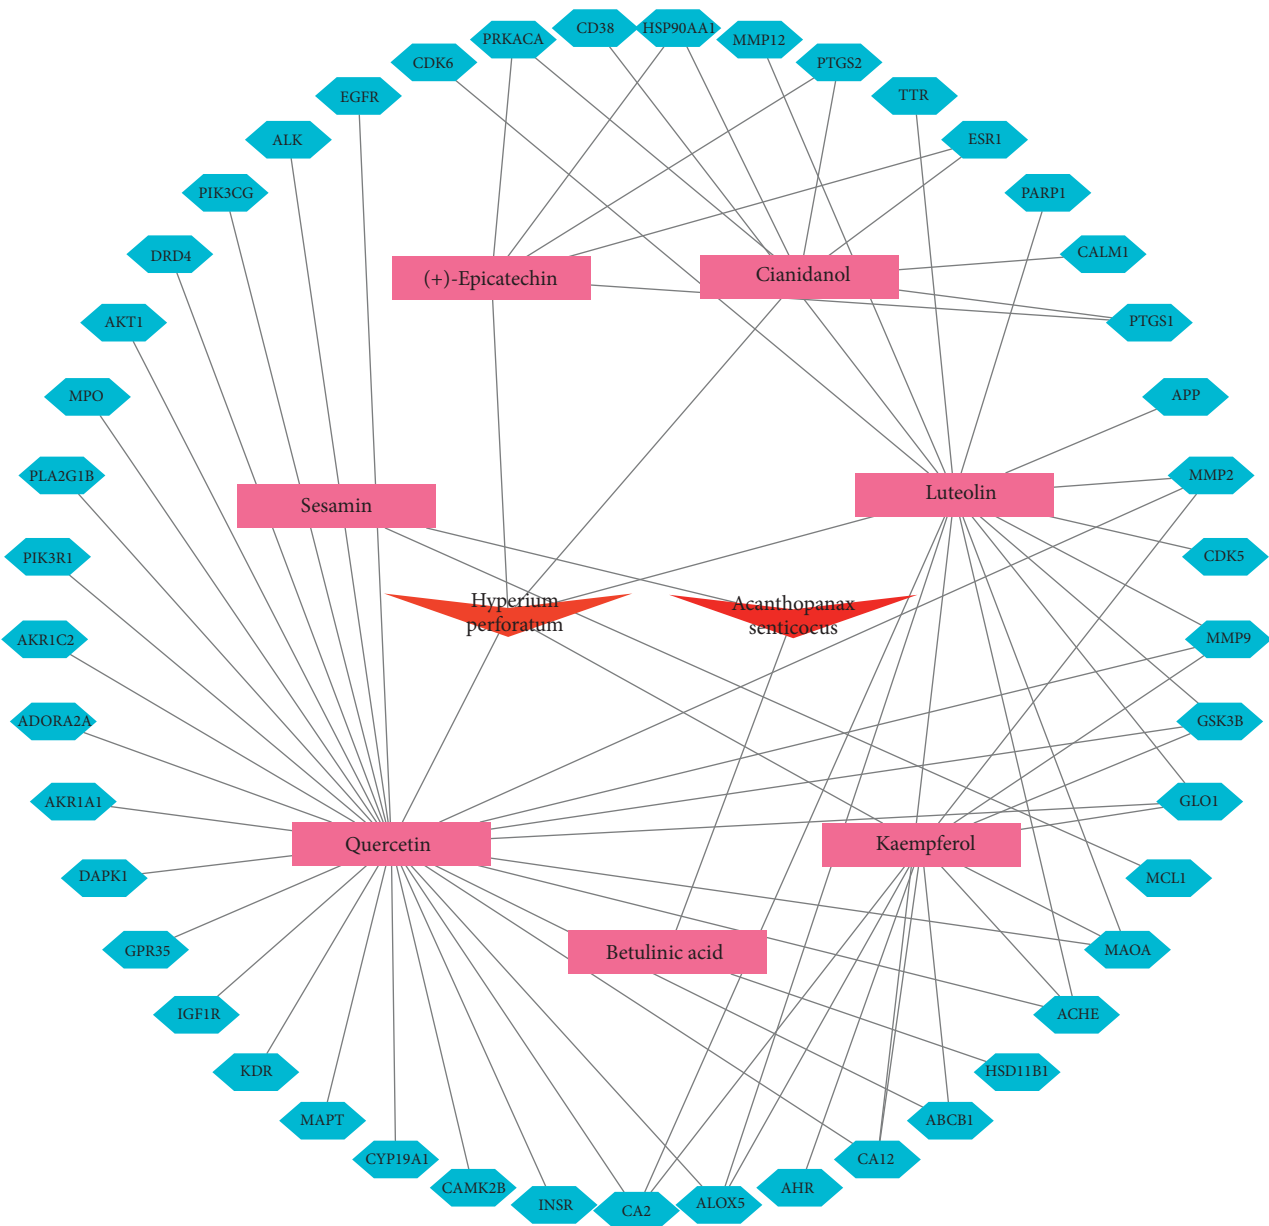 CD38
HSP90AA1
PRKACA
MMP12
CDK6
PTGS2
EGFR
TTR
ALK
ESR1
PIK3CG
PARP1
DRD4
CALM1
(+)-Epicatechin
Cianidanol
AKT1
PTGS1
MPO
APP
PLA2G1B
MMP2
Sesamin
Luteolin
PIK3R1
CDK5
Hyperium
perforatum
Acanthopanax
senticocus
AKR1C2
MMP9
ADORA2A
GSK3B
AKR1A1
GLO1
Quercetin
Kaempferol
DAPK1
MCL1
GPR35
Betulinic acid
MAOA
IGF1R
ACHE
KDR
HSD11B1
MAPT
ABCB1
CYP19A1
CA12
CAMK2B
AHR
INSR
CA2
ALOX5